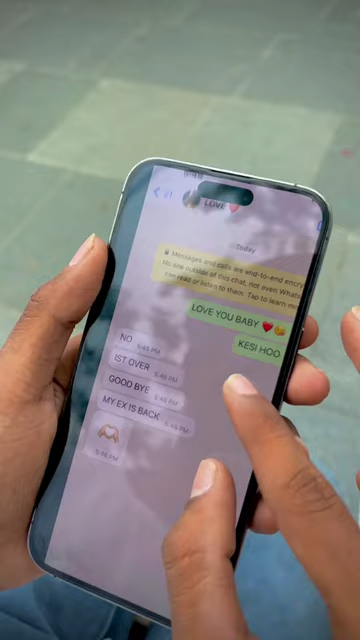 LOVE ❤️
Today
Messages and calls are end-to-end encry
No one outside of this chat, not even Whats
can read or listen to them. Tap to learn m
LOVE YOU BABY ❤️😘
KESI HOO
NO 5:45 PM
IST OVER 5:46 PM
GOOD BYE 5:46 PM
MY EX IS BACK 5:46 PM
🫶🏽
5:46 PM